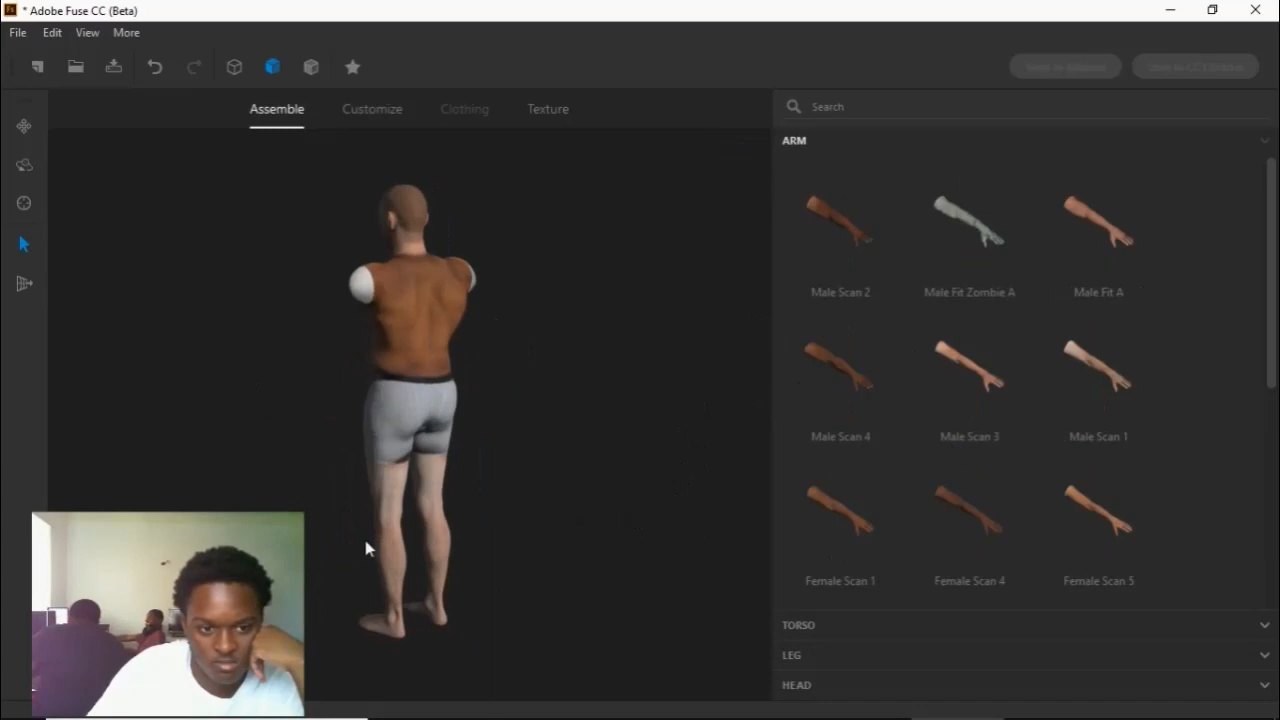 * Adobe Fuse CC (Beta)
File Edit View More
Assemble Customize Clothing Texture
Search
ARM
Male Scan 2 Male Fit Zombie A Male Fit A
Male Scan 4 Male Scan 3 Male Scan 1
Female Scan 1 Female Scan 4 Female Scan 5
TORSO
LEG
HEAD